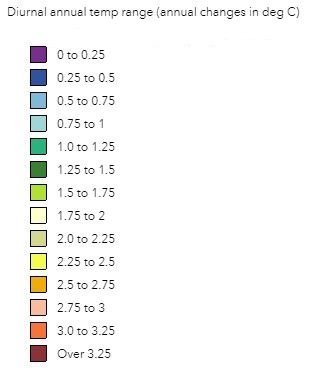 Diurnal annual temp range (annual changes in deg C)
0 to 0.25
0.25 to 0.5
0.5 to 0.75
0.75 to 1
1.0 to 1.25
1.25 to 1.5
1.5 to 1.75
1.75 to 2
2.0 to 2.25
2.25 to 2.5
2.5 to 2.75
2.75 to 3
3.0 to 3.25
Over 3.25